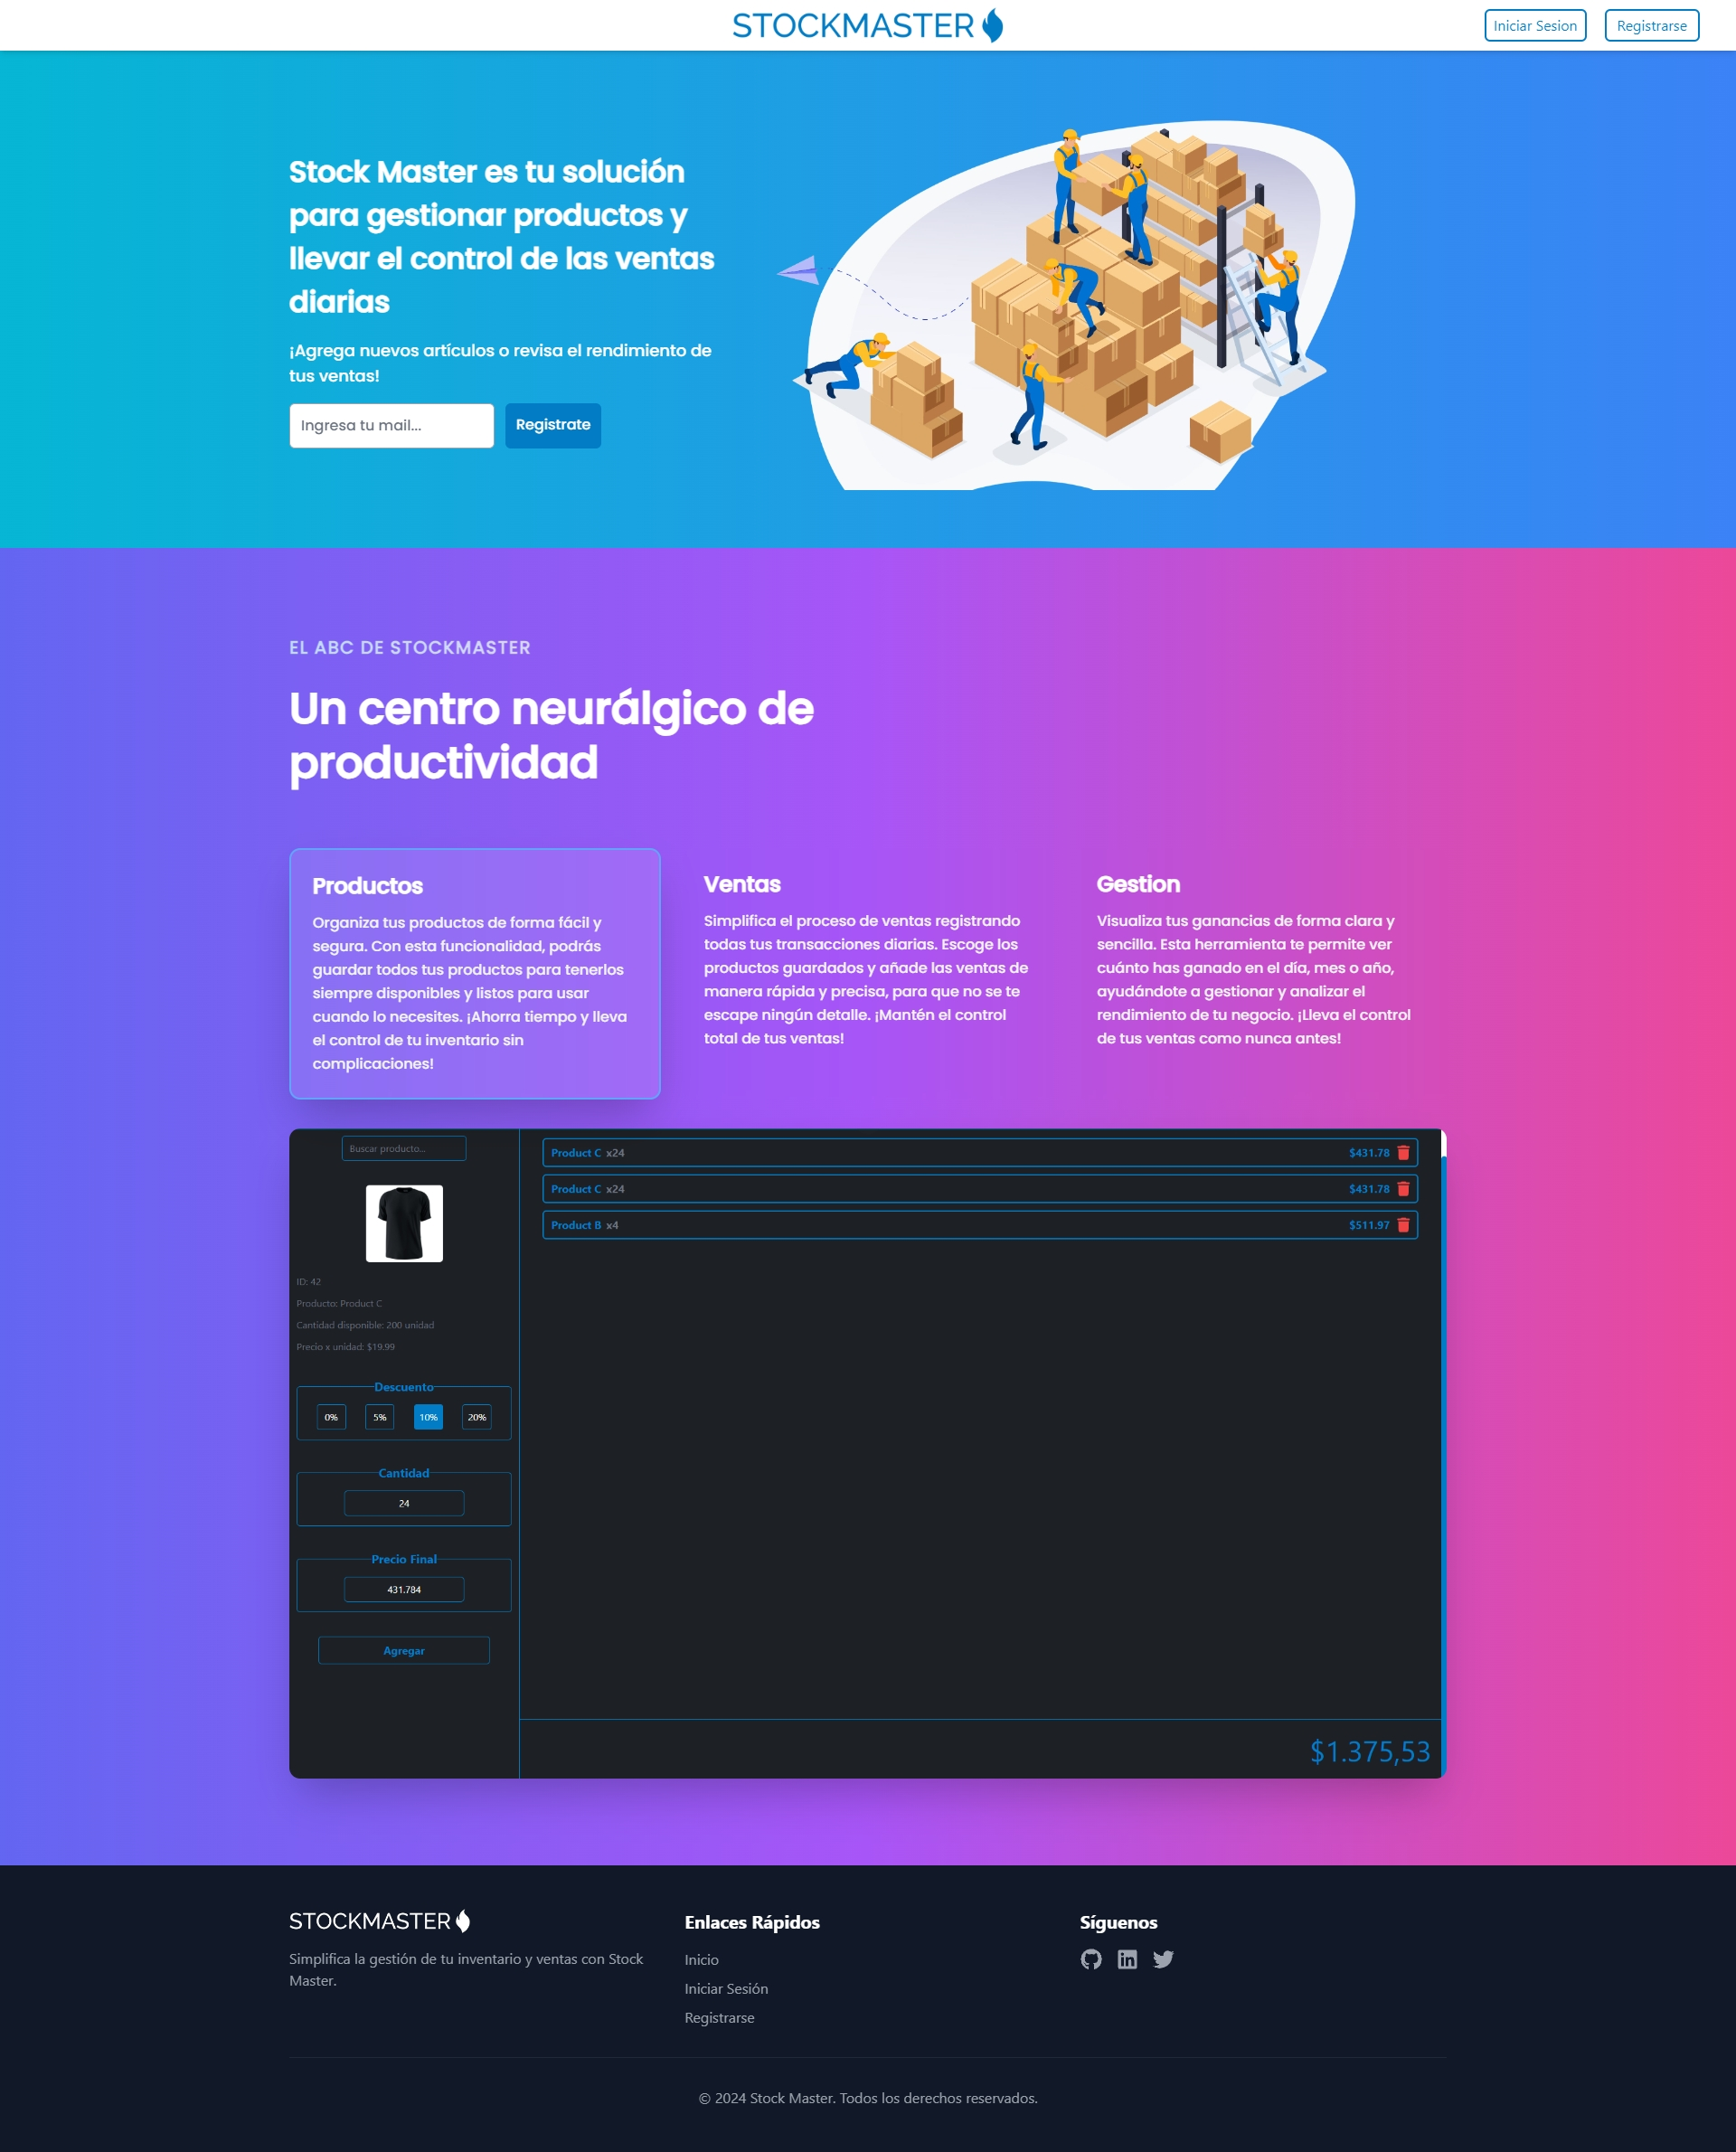 STOCKMASTER
Iniciar Sesion
Registrarse
Stock Master es tu solución
para gestionar productos y
llevar el control de las ventas
diarias
¡Agrega nuevos artículos o revisa el rendimiento de
tus ventas!
Ingresa tu mail...
Registrate
EL ABC DE STOCKMASTER
Un centro neurálgico de
productividad
Productos
Organiza tus productos de forma fácil y
segura. Con esta funcionalidad, podrás
guardar todos tus productos para tenerlos
siempre disponibles y listos para usar
cuando lo necesites. ¡Ahorra tiempo y lleva
el control de tu inventario sin
complicaciones!
Ventas
Simplifica el proceso de ventas registrando
todas tus transacciones diarias. Escoge los
productos guardados y añade las ventas de
manera rápida y precisa, para que no se te
escape ningún detalle. ¡Mantén el control
total de tus ventas!
Gestion
Visualiza tus ganancias de forma clara y
sencilla. Esta herramienta te permite ver
cuánto has ganado en el día, mes o año,
ayudándote a gestionar y analizar el
rendimiento de tu negocio. ¡Lleva el control
de tus ventas como nunca antes!
Buscar producto...
ID: 42
Producto: Product C
Cantidad disponible: 200 unidad
Precio x unidad: $19.99
Descuento
0% 5% 10% 20%
Cantidad
24
Precio Final
431.784
Agregar
Product C x24 $431.78
Product C x24 $431.78
Product B x4 $511.97
$1.375,53
STOCKMASTER
Simplifica la gestión de tu inventario y ventas con Stock
Master.
Enlaces Rápidos
Inicio
Iniciar Sesión
Registrarse
Síguenos
© 2024 Stock Master. Todos los derechos reservados.